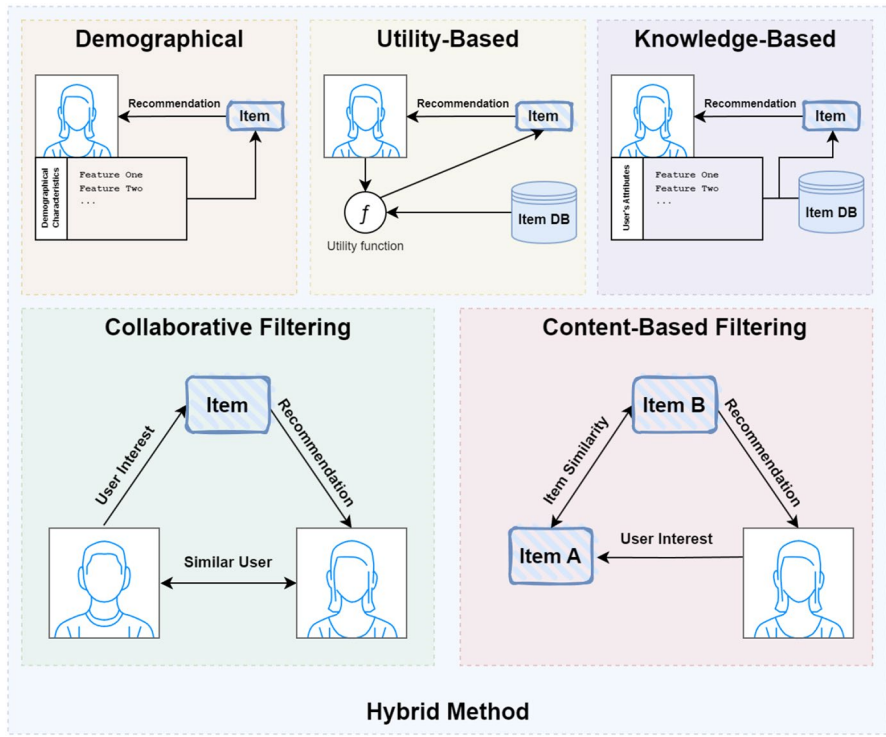 Demographical
Recommendation
Item
Demographical
Characteristics
Feature One
Feature Two
...
Utility-Based
Recommendation
Item
f
Utility function
Item DB
Knowledge-Based
Recommendation
Item
User's Attributes
Feature One
Feature Two
...
Item DB
Collaborative Filtering
Item
User Interest
Recommendation
Similar User
Content-Based Filtering
Item B
Item Similarity
Recommendation
Item A
User Interest
Hybrid Method